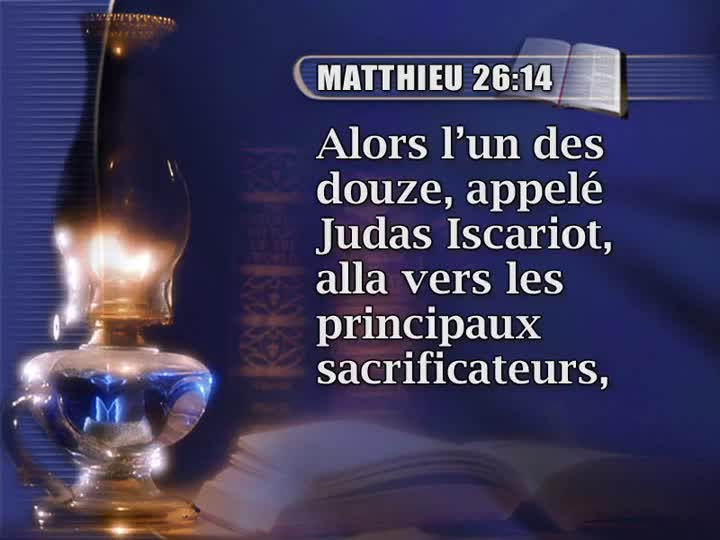 MATTHIEU 26:14
Alors l’un des
douze, appelé
Judas Iscariot,
alla vers les
principaux
sacrificateurs,